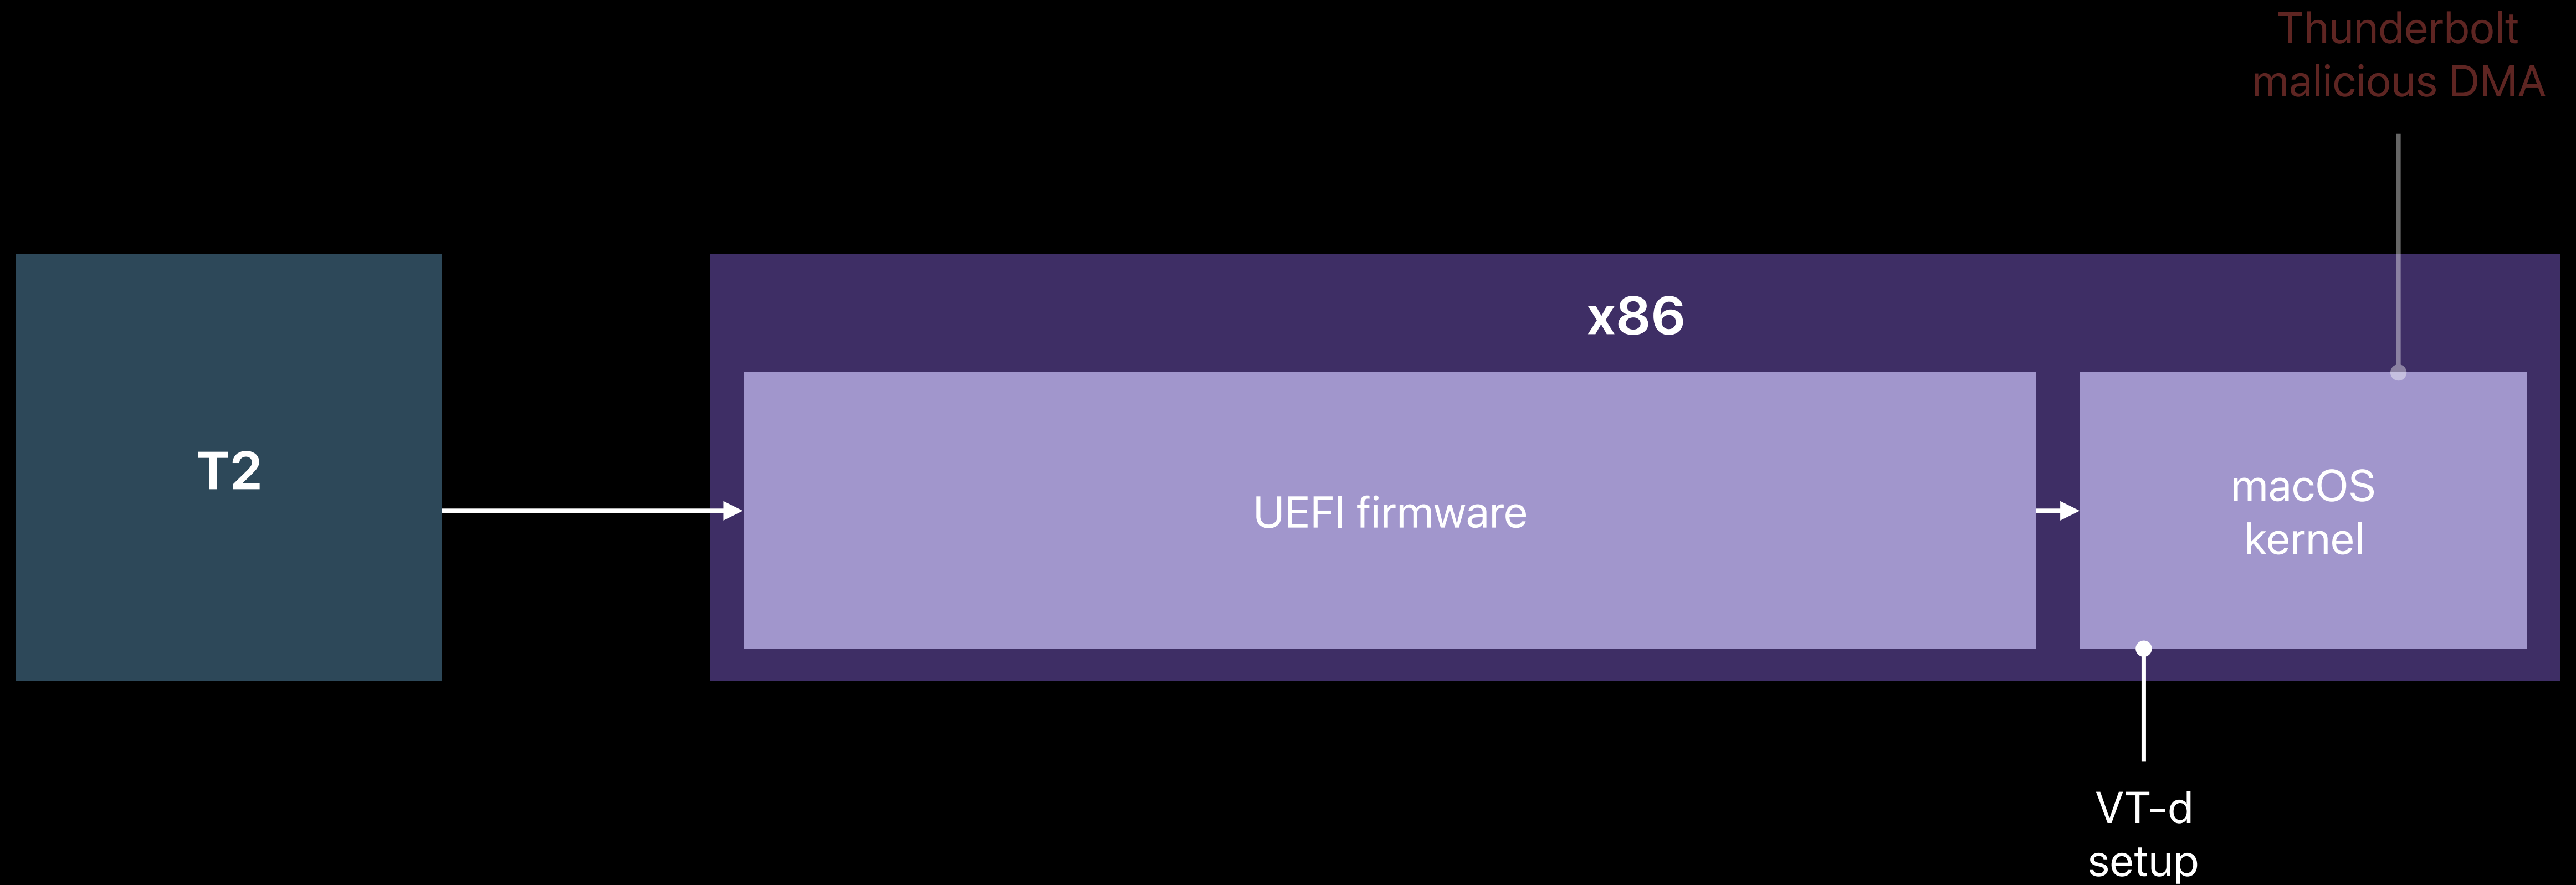 Thunderbolt
malicious DMA
x86
T2
UEFI firmware
macOS
kernel
VT-d
setup